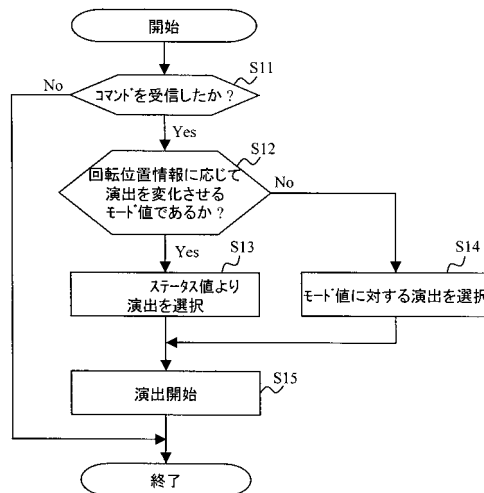 開始
S11
No
コマンドを受信したか？
Yes
S12
回転位置情報に応じて
演出を変化させる
モード値であるか？
No
Yes
S13
ステータス値より
演出を選択
S14
モード値に対する演出を選択
S15
演出開始
終了